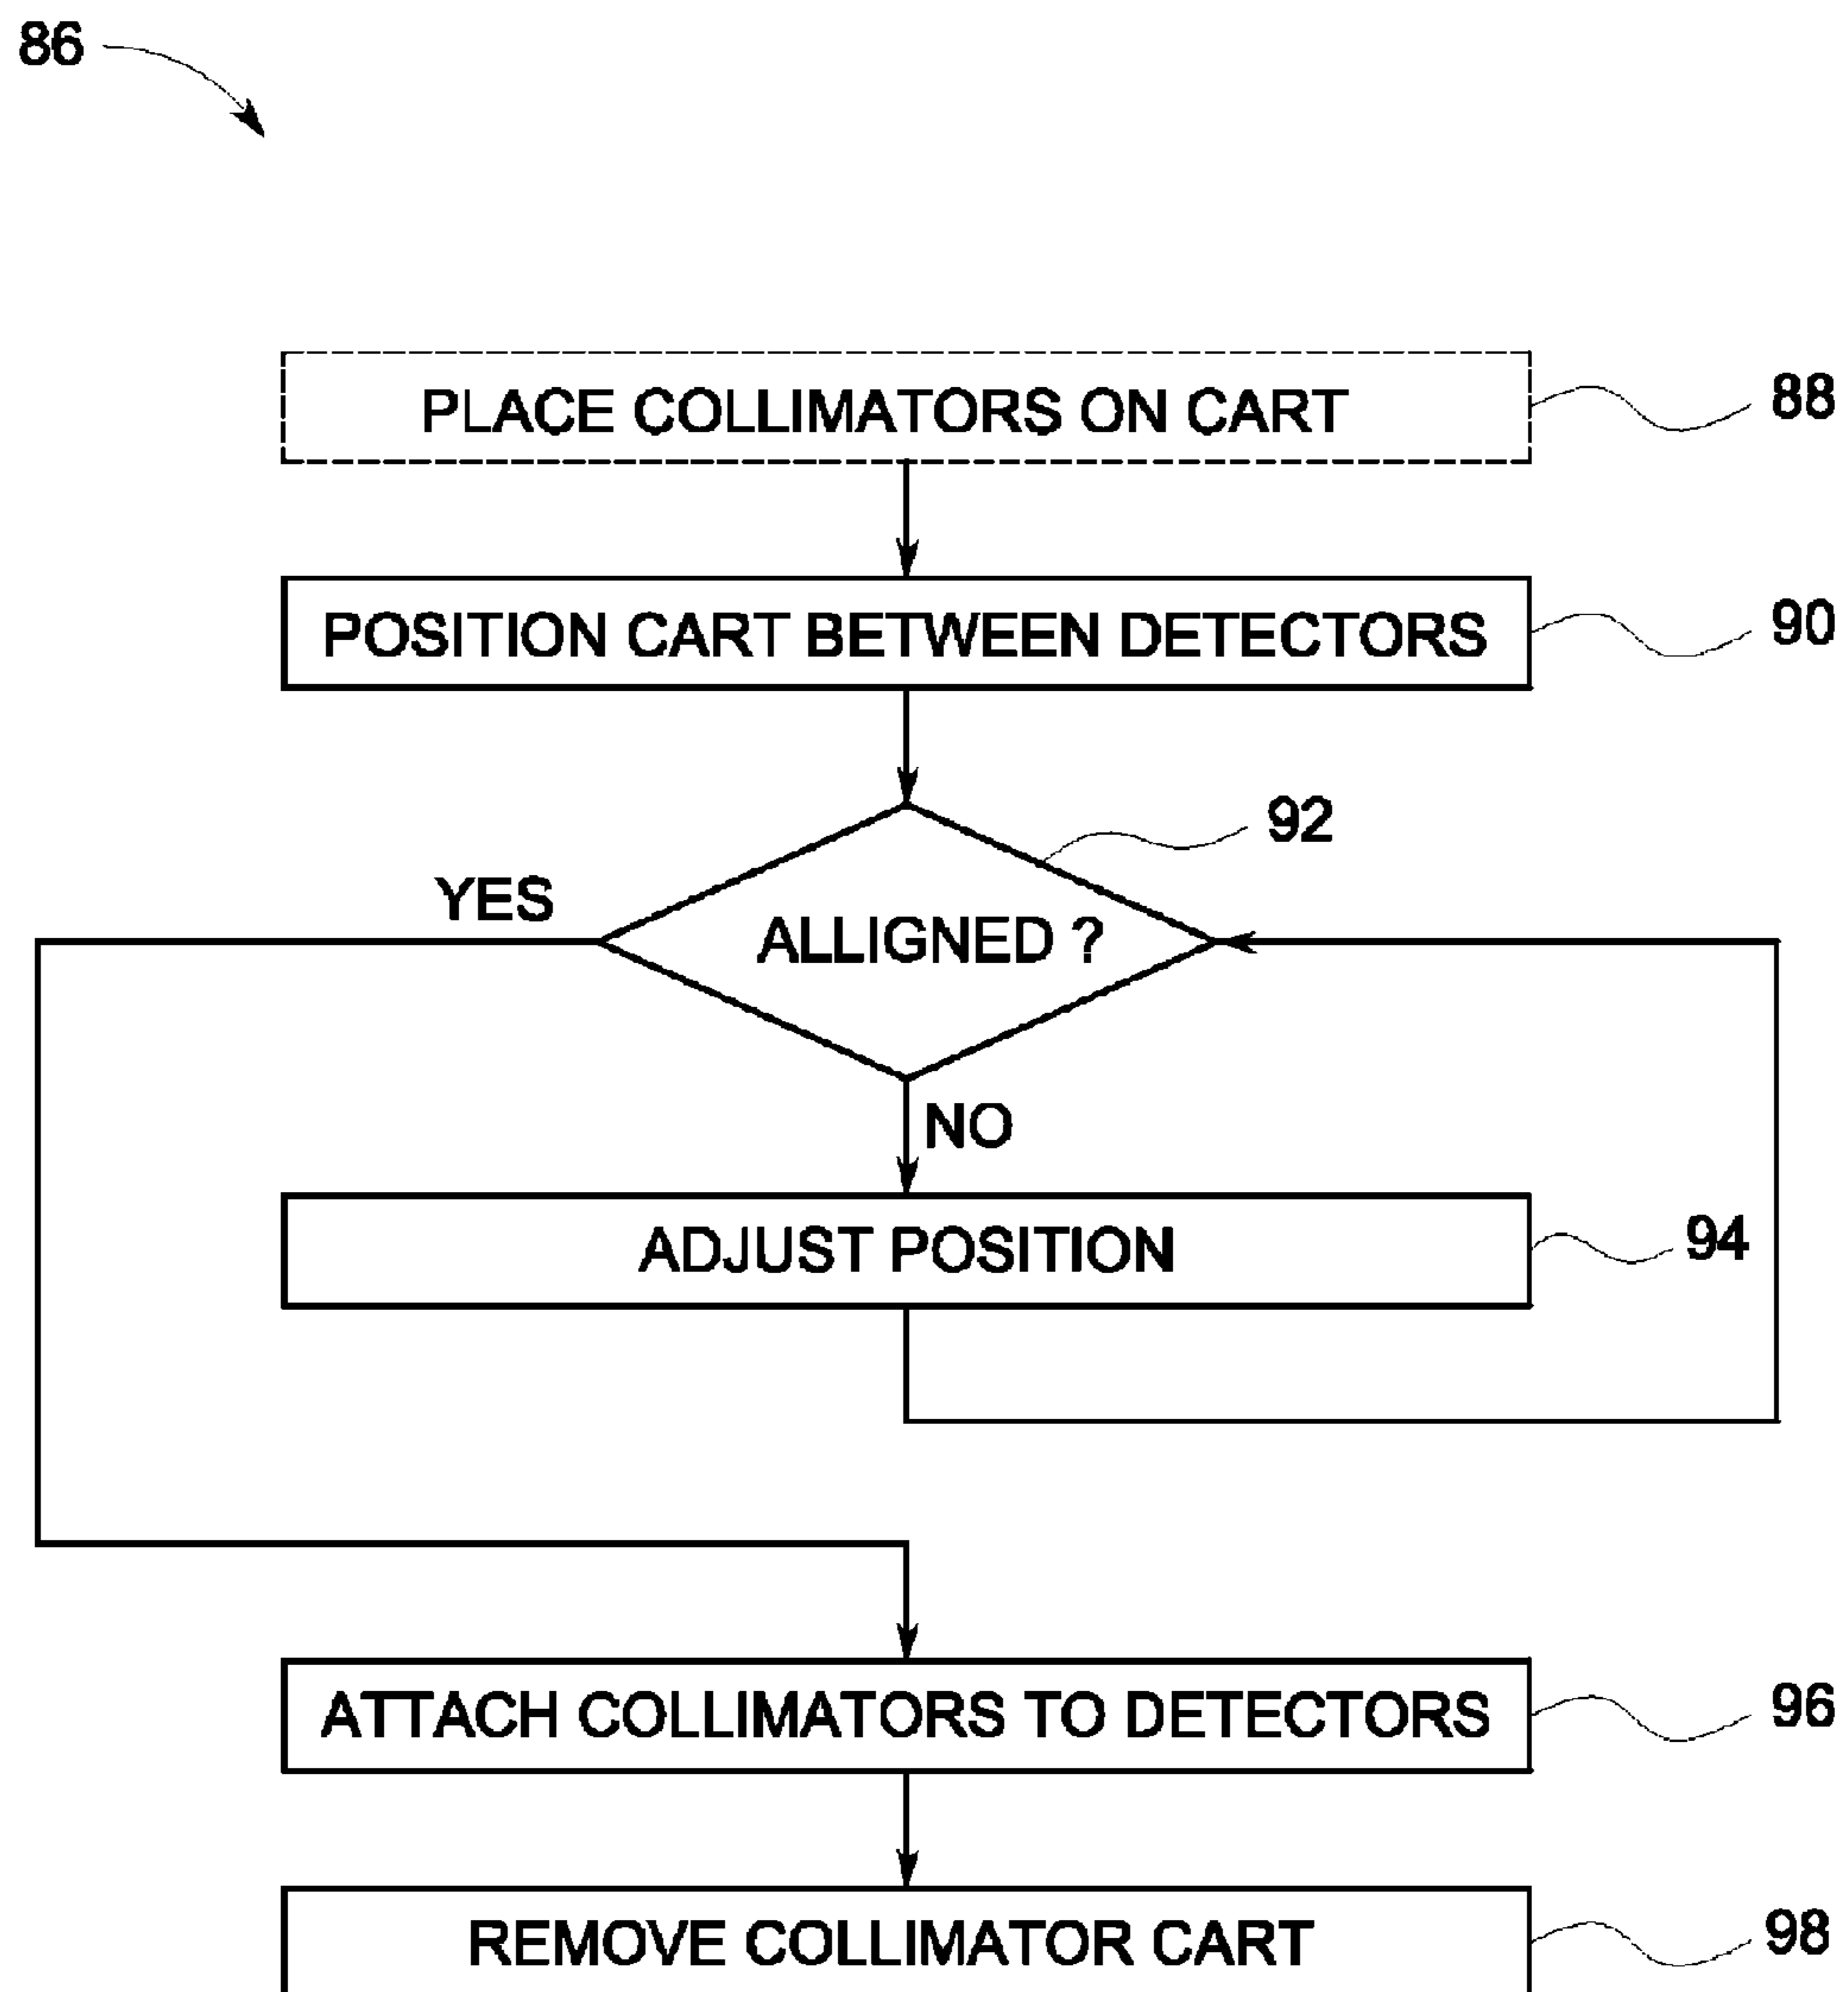 86
PLACE COLLIMATORS ON CART
88
POSITION CART BETWEEN DETECTORS
90
92
YES
ALLIGNED ?
NO
ADJUST POSITION
94
ATTACH COLLIMATORS TO DETECTORS
96
REMOVE COLLIMATOR CART
98